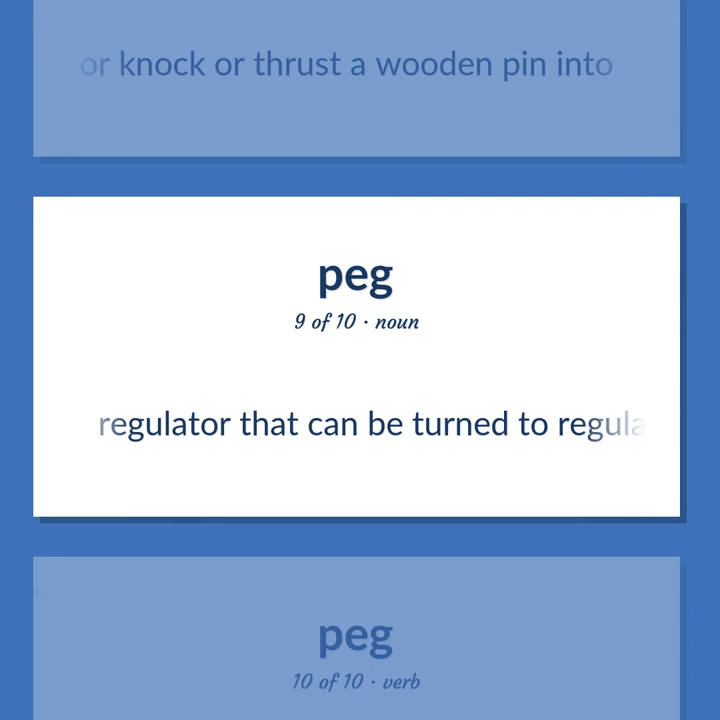 or knock or thrust a wooden pin into
peg
9 of 10 · noun
regulator that can be turned to regula
peg
10 of 10 · verb